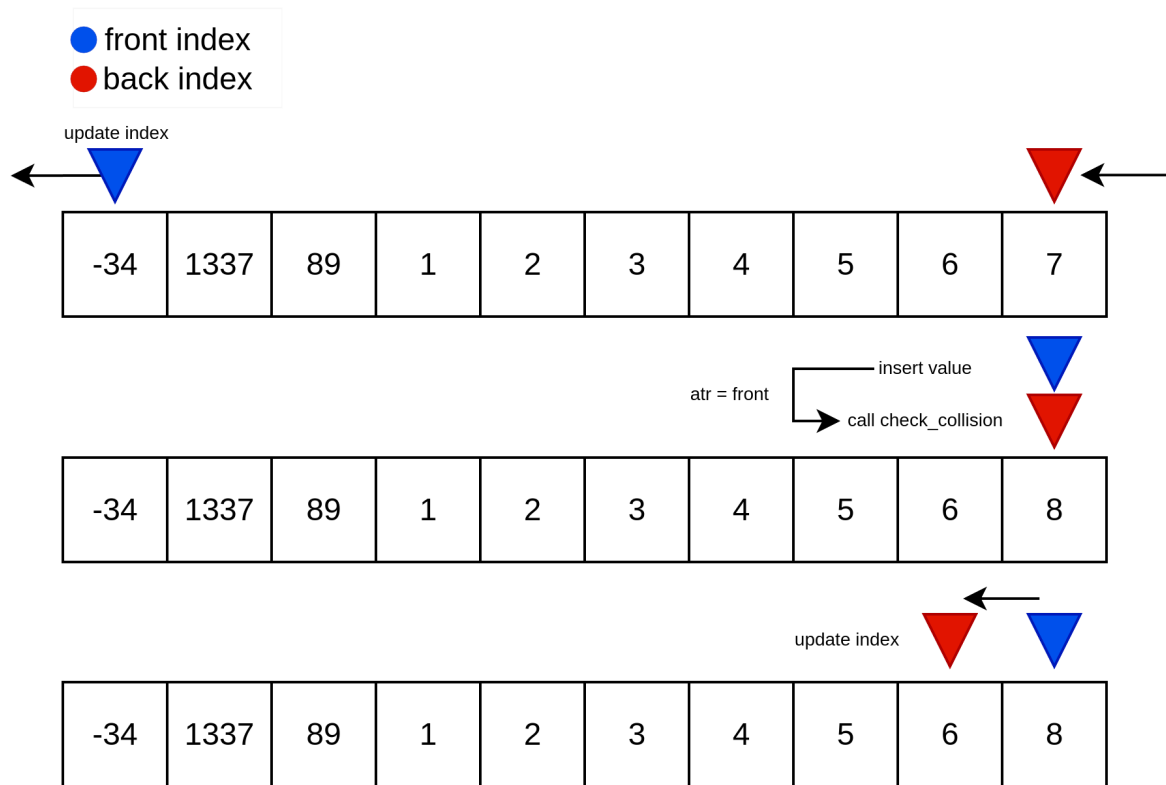 front index
back index
update index
-34 1337 89 1 2 3 4 5 6 7
insert value
atr = front
call check_collision
-34 1337 89 1 2 3 4 5 6 8
update index
-34 1337 89 1 2 3 4 5 6 8